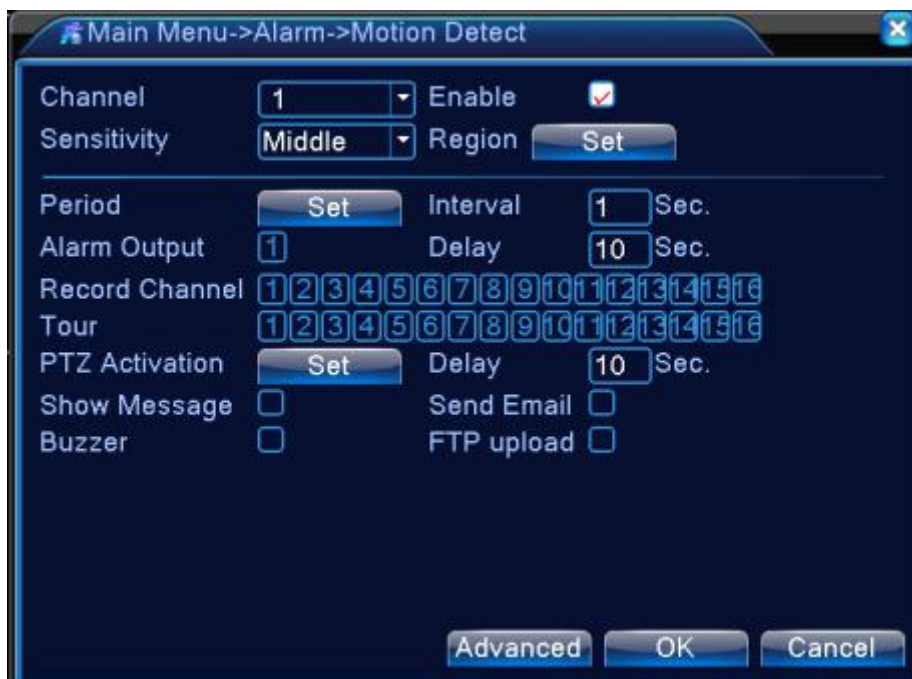 Main Menu->Alarm->Motion Detect
Channel 1 Enable
Sensitivity Middle Region Set
Period Set Interval 1 Sec.
Alarm Output 1 Delay 10 Sec.
Record Channel 1 2 3 4 5 6 7 8 9 10 11 12 13 14 15 16
Tour 1 2 3 4 5 6 7 8 9 10 11 12 13 14 15 16
PTZ Activation Set Delay 10 Sec.
Show Message Send Email
Buzzer FTP upload
Advanced OK Cancel